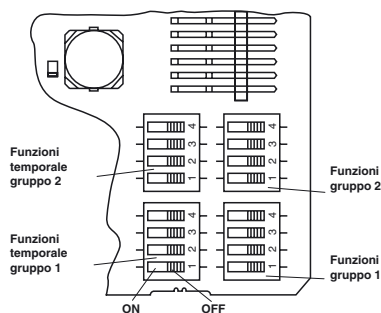 4
3
2
1
4
3
2
1
Funzioni
temporale
gruppo 2
Funzioni
gruppo 2
4
3
2
1
4
3
2
1
Funzioni
temporale
gruppo 1
Funzioni
gruppo 1
ON
OFF